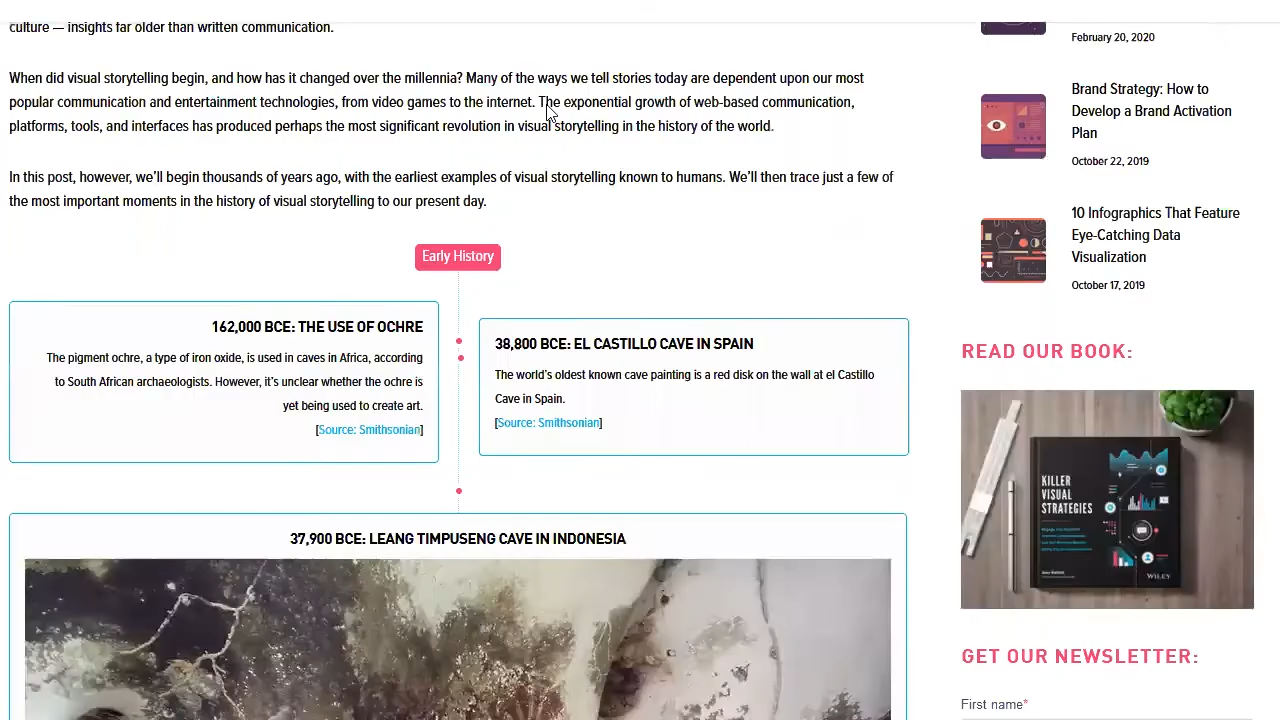 culture — insights far older than written communication.
When did visual storytelling begin, and how has it changed over the millennia? Many of the ways we tell stories today are dependent upon our most
popular communication and entertainment technologies, from video games to the internet. The exponential growth of web-based communication,
platforms, tools, and interfaces has produced perhaps the most significant revolution in visual storytelling in the history of the world.
In this post, however, we’ll begin thousands of years ago, with the earliest examples of visual storytelling known to humans. We’ll then trace just a few of
the most important moments in the history of visual storytelling to our present day.
Early History
162,000 BCE: THE USE OF OCHRE
The pigment ochre, a type of iron oxide, is used in caves in Africa, according
to South African archaeologists. However, it’s unclear whether the ochre is
yet being used to create art.
[Source: Smithsonian]
38,800 BCE: EL CASTILLO CAVE IN SPAIN
The world’s oldest known cave painting is a red disk on the wall at el Castillo
Cave in Spain.
[Source: Smithsonian]
37,900 BCE: LEANG TIMPUSENG CAVE IN INDONESIA
February 20, 2020
Brand Strategy: How to
Develop a Brand Activation
Plan
October 22, 2019
10 Infographics That Feature
Eye-Catching Data
Visualization
October 17, 2019
READ OUR BOOK:
KILLER
VISUAL
STRATEGIES
WILEY
GET OUR NEWSLETTER:
First name*